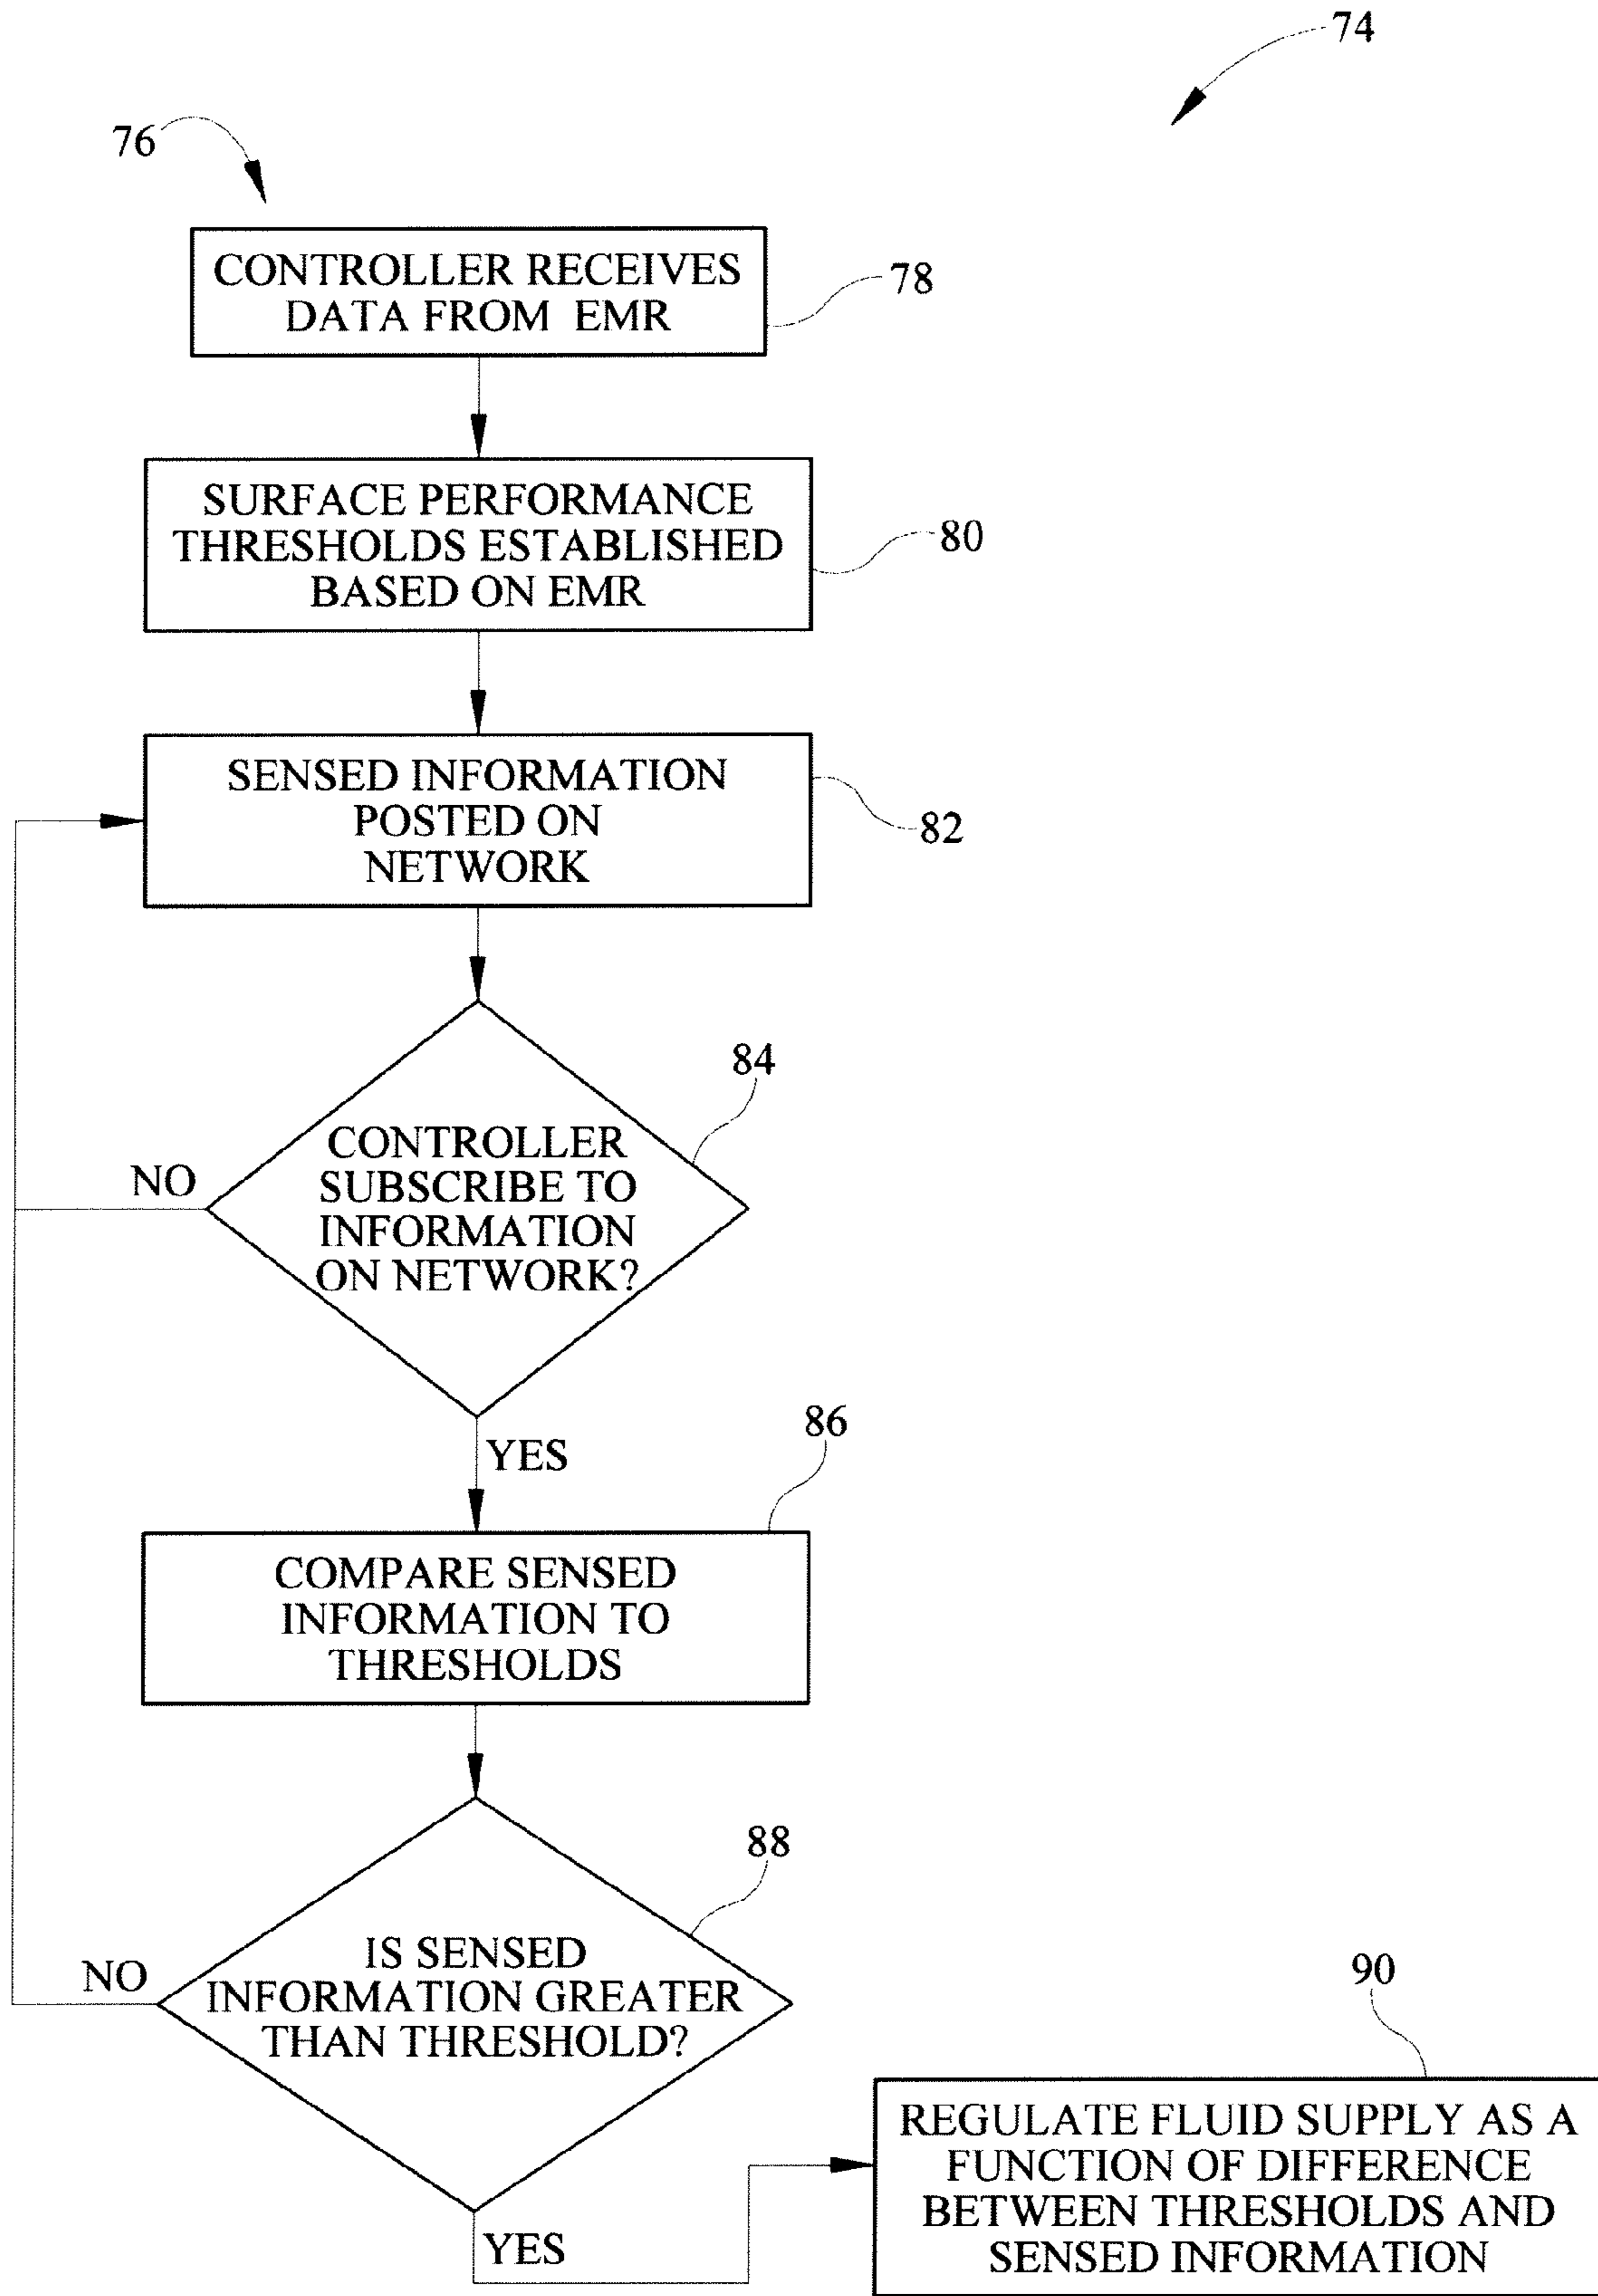 74
76
CONTROLLER RECEIVES
DATA FROM EMR
78
SURFACE PERFORMANCE
THRESHOLDS ESTABLISHED
BASED ON EMR
80
SENSED INFORMATION
POSTED ON
NETWORK
82
84
CONTROLLER
SUBSCRIBE TO
INFORMATION
ON NETWORK?
NO
YES
86
COMPARE SENSED
INFORMATION TO
THRESHOLDS
88
IS SENSED
INFORMATION GREATER
THAN THRESHOLD?
NO
YES
90
REGULATE FLUID SUPPLY AS A
FUNCTION OF DIFFERENCE
BETWEEN THRESHOLDS AND
SENSED INFORMATION